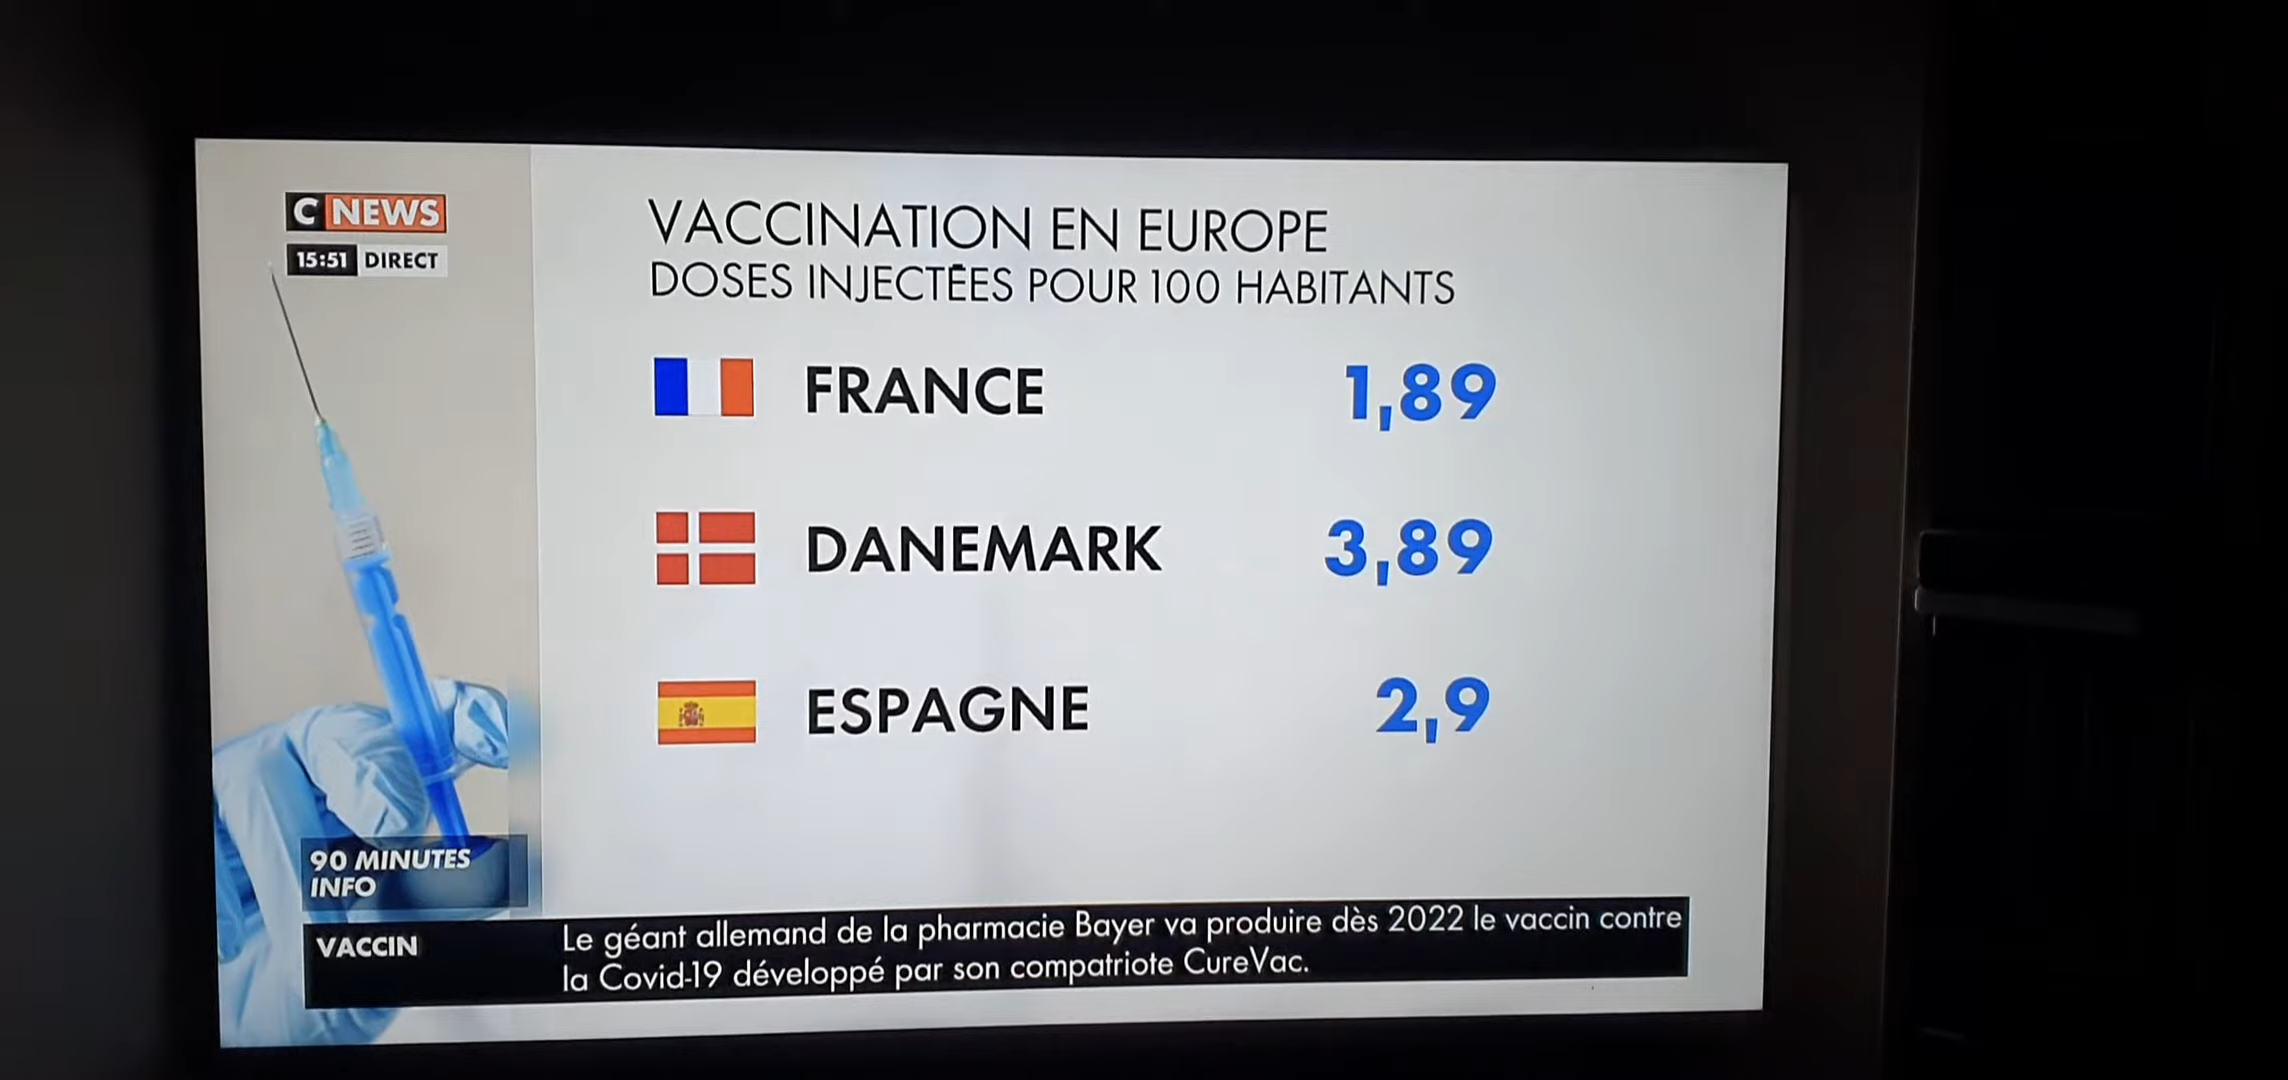 C NEWS
15:51 DIRECT
VACCINATION EN EUROPE
DOSES INJECTÉES POUR 100 HABITANTS
FRANCE 1,89
DANEMARK 3,89
ESPAGNE 2,9
90 MINUTES
INFO
VACCIN
Le géant allemand de la pharmacie Bayer va produire dès 2022 le vaccin contre
la Covid-19 développé par son compatriote CureVac.